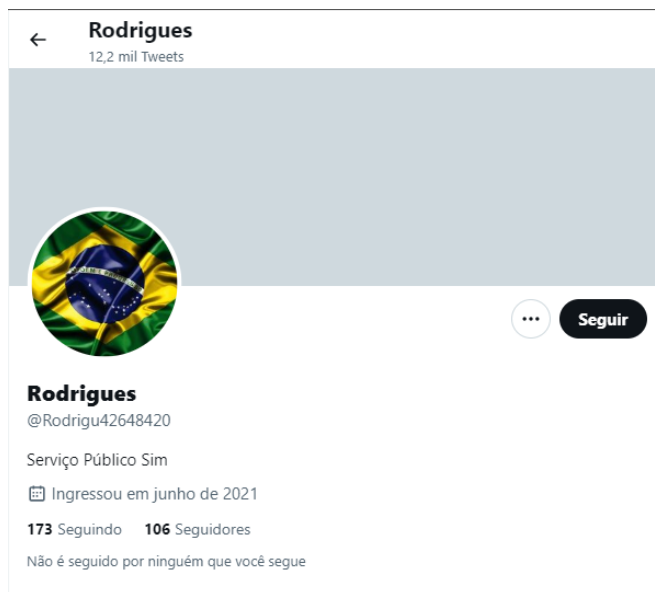 Rodrigues
12,2 mil Tweets
Seguir
Rodrigues
@Rodrigu42648420
Serviço Público Sim
Ingressou em junho de 2021
173 Seguindo 106 Seguidores
Não é seguido por ninguém que você segue